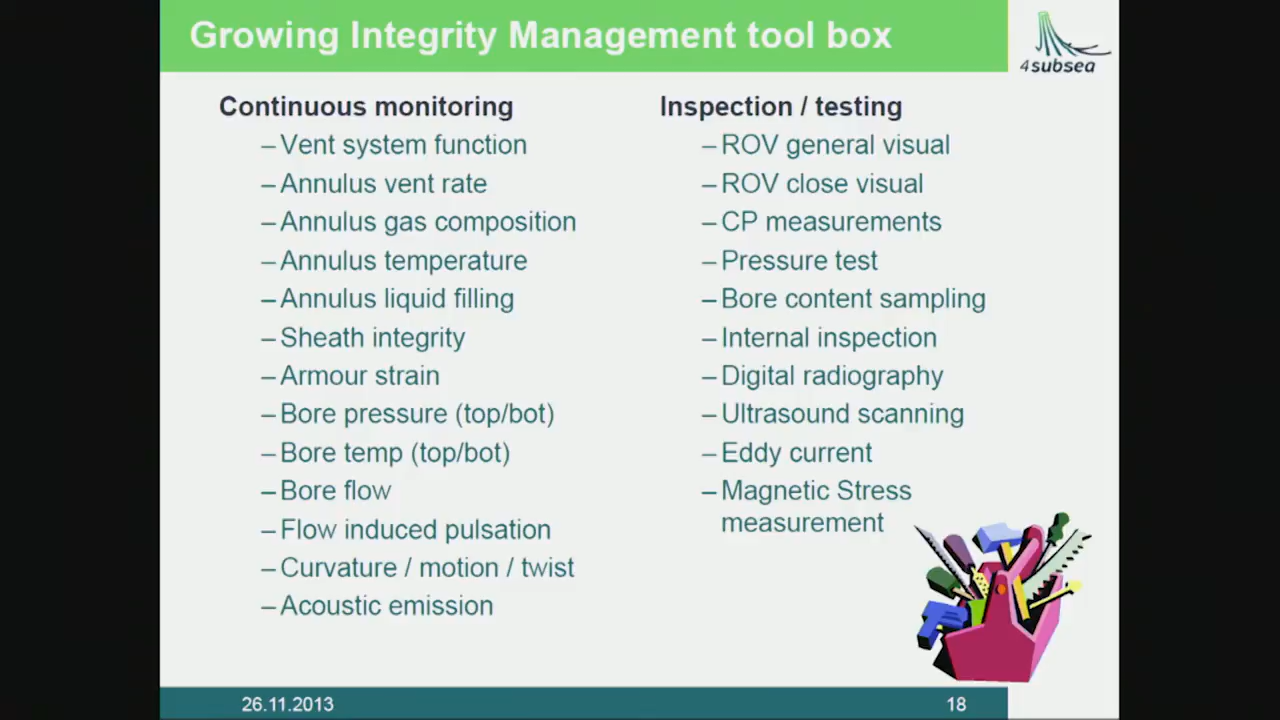 Growing Integrity Management tool box
4subsea
Continuous monitoring
– Vent system function
– Annulus vent rate
– Annulus gas composition
– Annulus temperature
– Annulus liquid filling
– Sheath integrity
– Armour strain
– Bore pressure (top/bot)
– Bore temp (top/bot)
– Bore flow
– Flow induced pulsation
– Curvature / motion / twist
– Acoustic emission
Inspection / testing
– ROV general visual
– ROV close visual
– CP measurements
– Pressure test
– Bore content sampling
– Internal inspection
– Digital radiography
– Ultrasound scanning
– Eddy current
– Magnetic Stress
measurement
26.11.2013
18